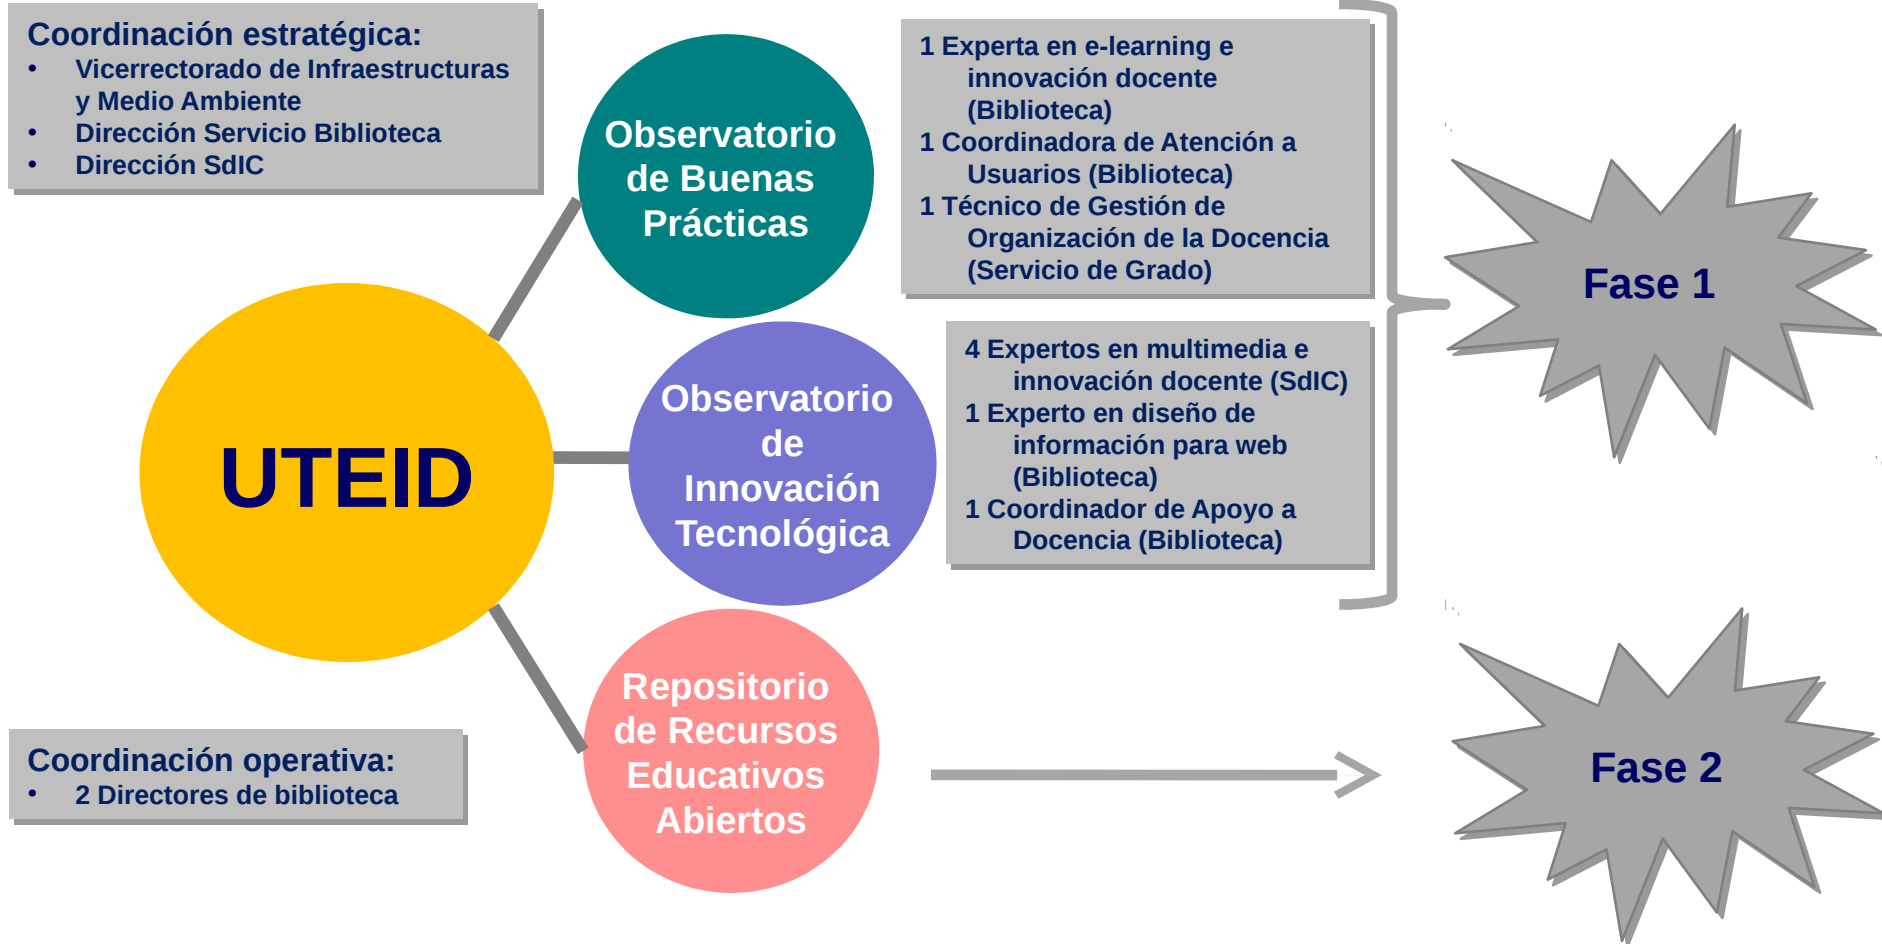 Coordinación estratégica:
• Vicerrectorado de Infraestructuras
y Medio Ambiente
• Dirección Servicio Biblioteca
• Dirección SdIC
Observatorio
de Buenas
Prácticas
1 Experta en e-learning e
innovación docente
(Biblioteca)
1 Coordinadora de Atención a
Usuarios (Biblioteca)
1 Técnico de Gestión de
Organización de la Docencia
(Servicio de Grado)
Fase 1
UTEID
Observatorio
de
Innovación
Tecnológica
4 Expertos en multimedia e
innovación docente (SdIC)
1 Experto en diseño de
información para web
(Biblioteca)
1 Coordinador de Apoyo a
Docencia (Biblioteca)
Coordinación operativa:
• 2 Directores de biblioteca
Repositorio
de Recursos
Educativos
Abiertos
Fase 2